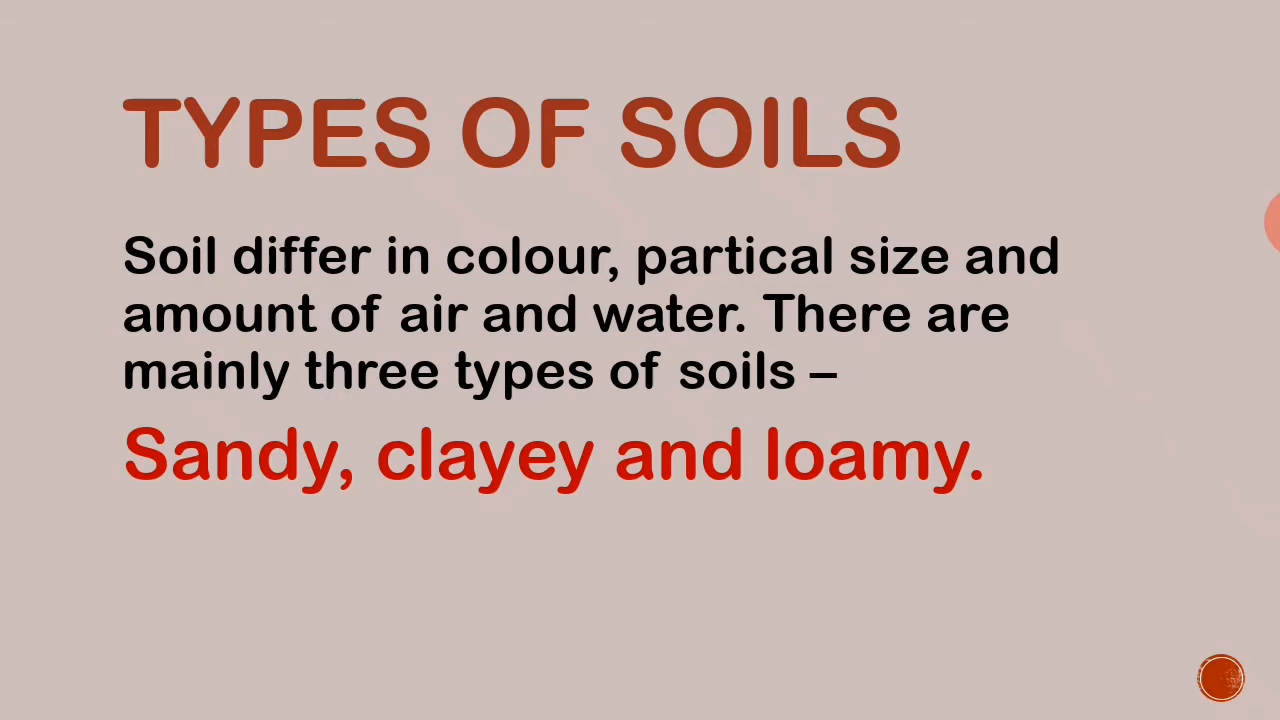 TYPES OF SOILS
Soil differ in colour, partical size and
amount of air and water. There are
mainly three types of soils –
Sandy, clayey and loamy.